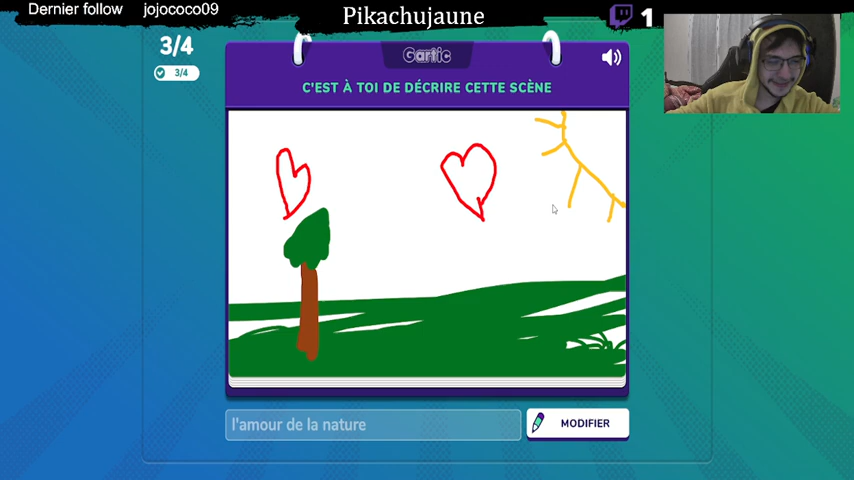 Dernier follow
jojococo09
Pikachujaune
1
3/4
3/4
Gartic
C'EST À TOI DE DÉCRIRE CETTE SCÈNE
l'amour de la nature
MODIFIER